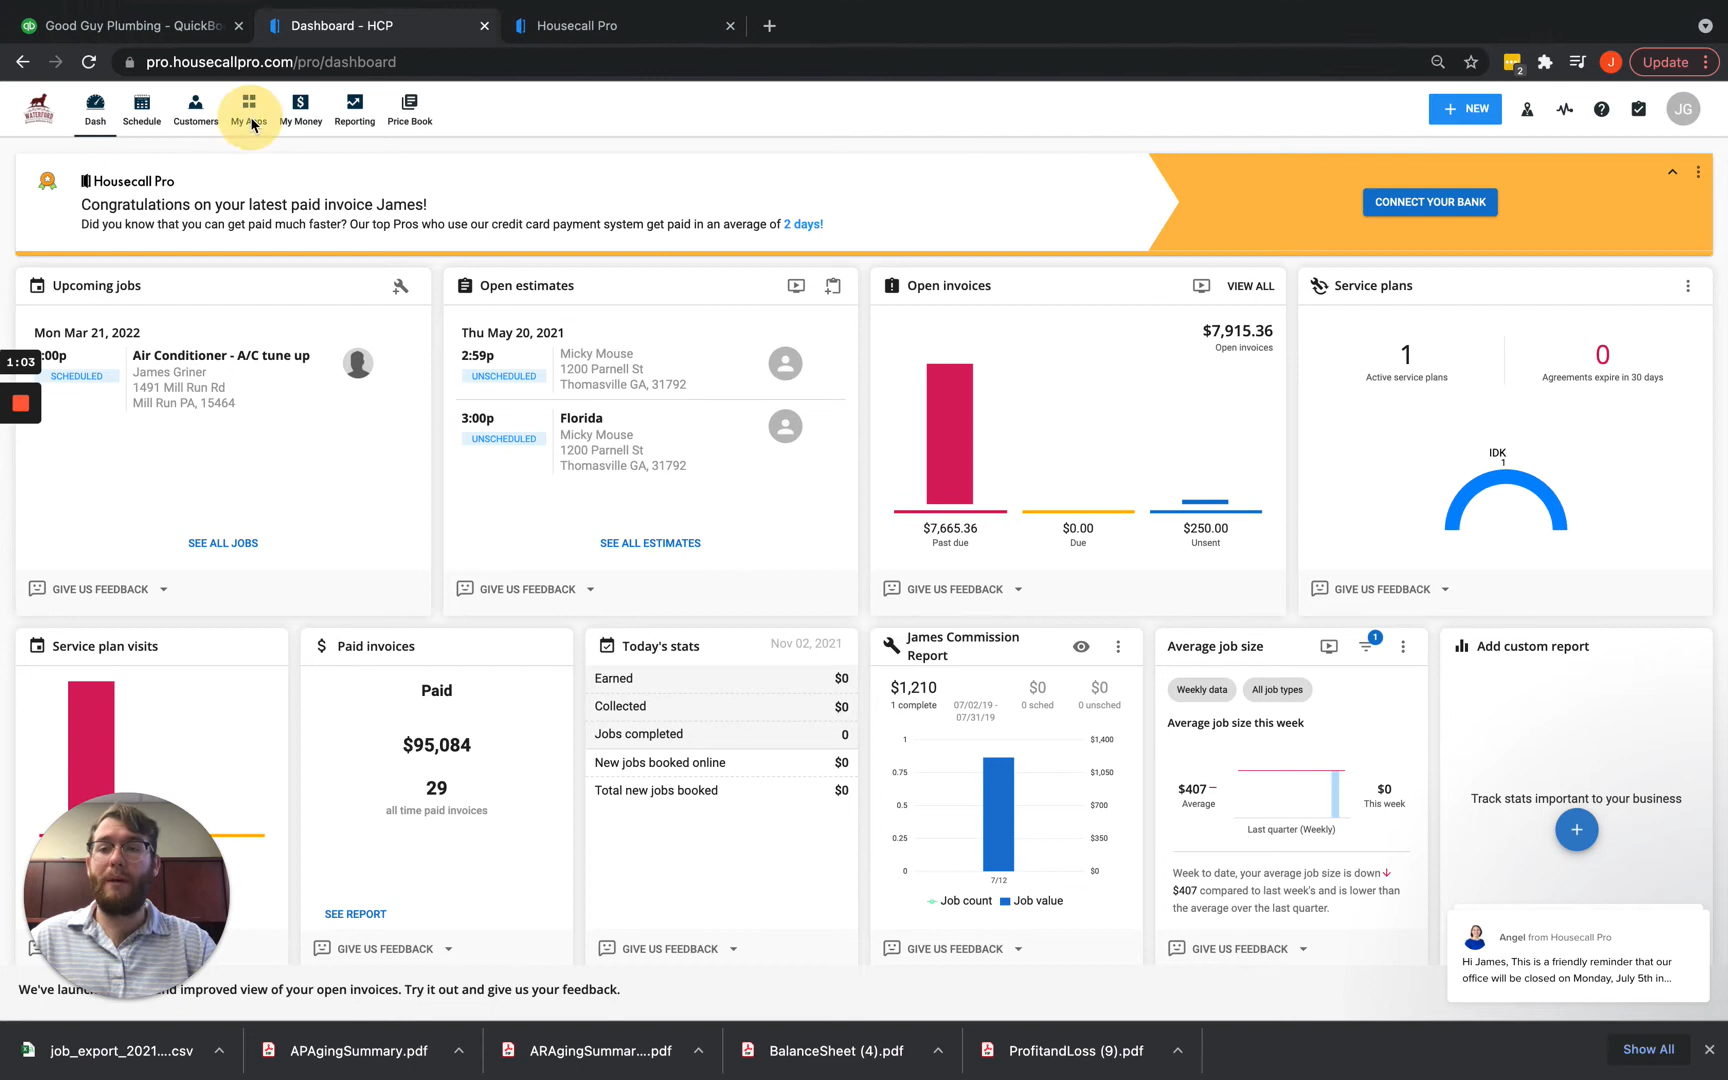 Good Guy Plumbing - QuickBo
Dashboard - HCP
Housecall Pro
pro.housecallpro.com/pro/dashboard
2
J
Update
WATERFORD
Dash
Schedule
Customers
My Apps
My Money
Reporting
Price Book
+ NEW
JG
Housecall Pro
Congratulations on your latest paid invoice James!
Did you know that you can get paid much faster? Our top Pros who use our credit card payment system get paid in an average of 2 days!
CONNECT YOUR BANK
Upcoming jobs
Mon Mar 21, 2022
:00p
Air Conditioner - A/C tune up
SCHEDULED
James Griner
1491 Mill Run Rd
Mill Run PA, 15464
SEE ALL JOBS
GIVE US FEEDBACK
1:03
Open estimates
Thu May 20, 2021
2:59p
UNSCHEDULED
Micky Mouse
1200 Parnell St
Thomasville GA, 31792
3:00p
UNSCHEDULED
Florida
Micky Mouse
1200 Parnell St
Thomasville GA, 31792
SEE ALL ESTIMATES
GIVE US FEEDBACK
Open invoices
VIEW ALL
$7,915.36
Open invoices
$7,665.36
Past due
$0.00
Due
$250.00
Unsent
GIVE US FEEDBACK
Service plans
1
Active service plans
0
Agreements expire in 30 days
IDK
1
GIVE US FEEDBACK
Service plan visits
$ Paid invoices
Paid
$95,084
29
all time paid invoices
SEE REPORT
GIVE US FEEDBACK
Today's stats
Nov 02, 2021
Earned $0
Collected $0
Jobs completed 0
New jobs booked online $0
Total new jobs booked $0
GIVE US FEEDBACK
James Commission
Report
$1,210
1 complete
07/02/19 -
07/31/19
$0
0 sched
$0
0 unsched
1 $1,400
0.75 $1,050
0.5 $700
0.25 $350
0 $0
7/12
Job count Job value
GIVE US FEEDBACK
Average job size
1
Weekly data
All job types
Average job size this week
$407 –
Average
$0
This week
Last quarter (Weekly)
Week to date, your average job size is down
$407 compared to last week's and is lower than
the average over the last quarter.
GIVE US FEEDBACK
Add custom report
Track stats important to your business
+
Angel from Housecall Pro
Hi James, This is a friendly reminder that our
office will be closed on Monday, July 5th in...
We've laun
d improved view of your open invoices. Try it out and give us your feedback.
job_export_2021....csv
APAgingSummary.pdf
ARAgingSummar....pdf
BalanceSheet (4).pdf
ProfitandLoss (9).pdf
Show All